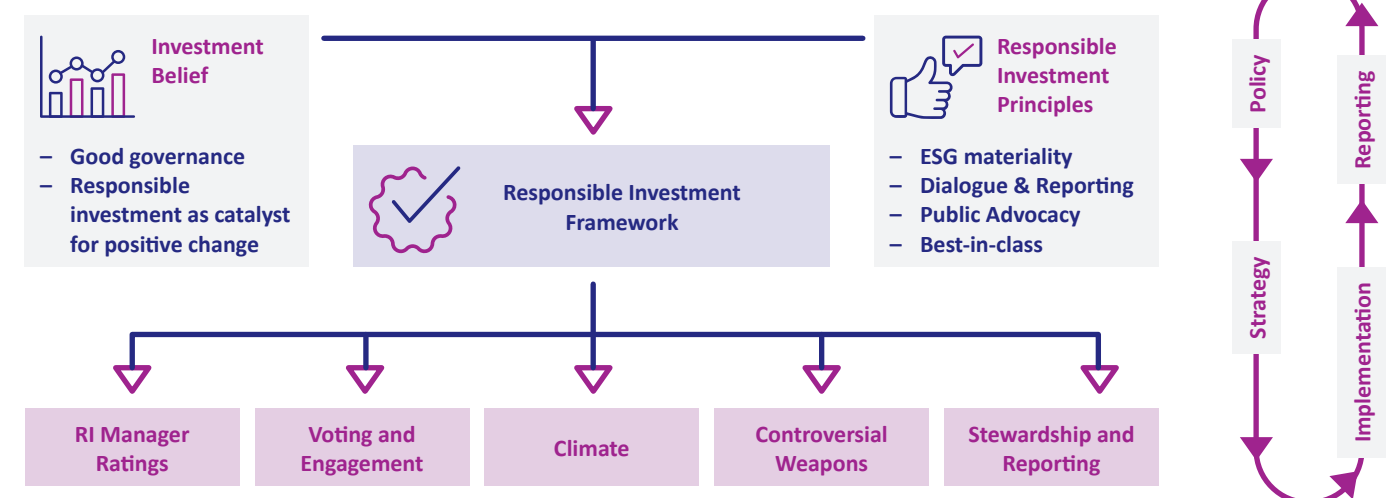 Investment
Belief
– Good governance
– Responsible
investment as catalyst
for positive change
Responsible Investment
Framework
Responsible
Investment
Principles
– ESG materiality
– Dialogue & Reporting
– Public Advocacy
– Best-in-class
RI Manager
Ratings
Voting and
Engagement
Climate
Controversial
Weapons
Stewardship and
Reporting
Policy
Strategy
Implementation
Reporting